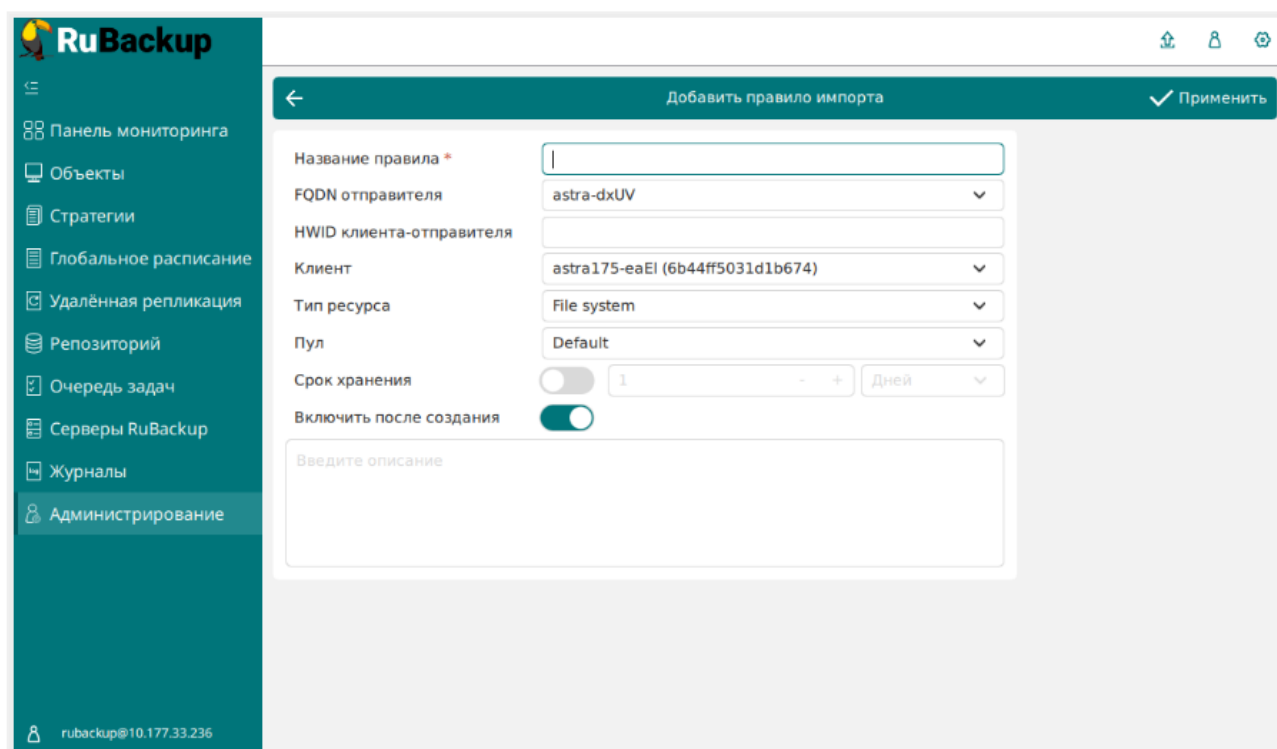 RuBackup
Панель мониторинга
Объекты
Стратегии
Глобальное расписание
Удалённая репликация
Репозиторий
Очередь задач
Серверы RuBackup
Журналы
Администрирование
rubackup@10.177.33.236
Добавить правило импорта
Применить
Название правила *
FQDN отправителя astra-dxUV
HWID клиента-отправителя
Клиент astra175-eaEl (6b44ff5031d1b674)
Тип ресурса File system
Пул Default
Срок хранения 1 - + Дней
Включить после создания
Введите описание